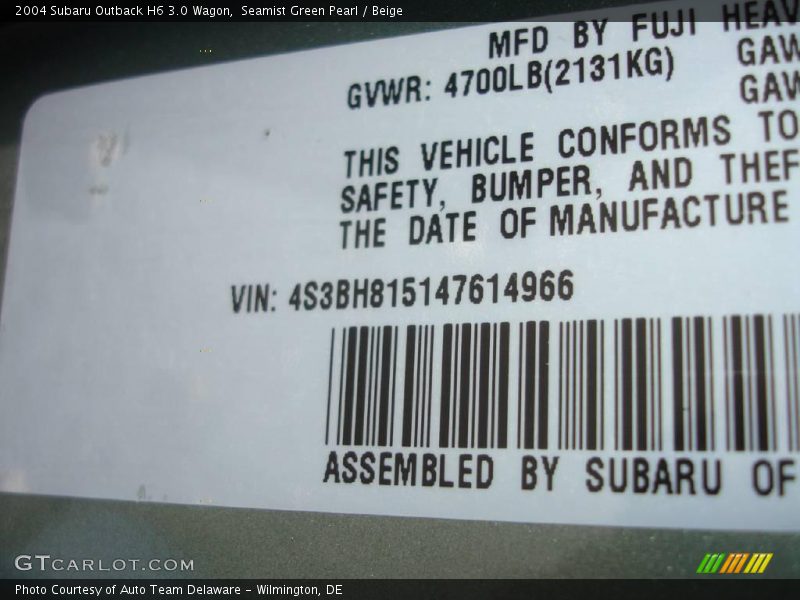 2004 Subaru Outback H6 3.0 Wagon, Seamist Green Pearl / Beige
MFD BY FUJI HEAV
GVWR: 4700LB(2131KG) GAW
GAW
THIS VEHICLE CONFORMS TO
SAFETY, BUMPER, AND THEF
THE DATE OF MANUFACTURE
VIN: 4S3BH815147614966
ASSEMBLED BY SUBARU OF
GTCARLOT.COM
Photo Courtesy of Auto Team Delaware - Wilmington, DE